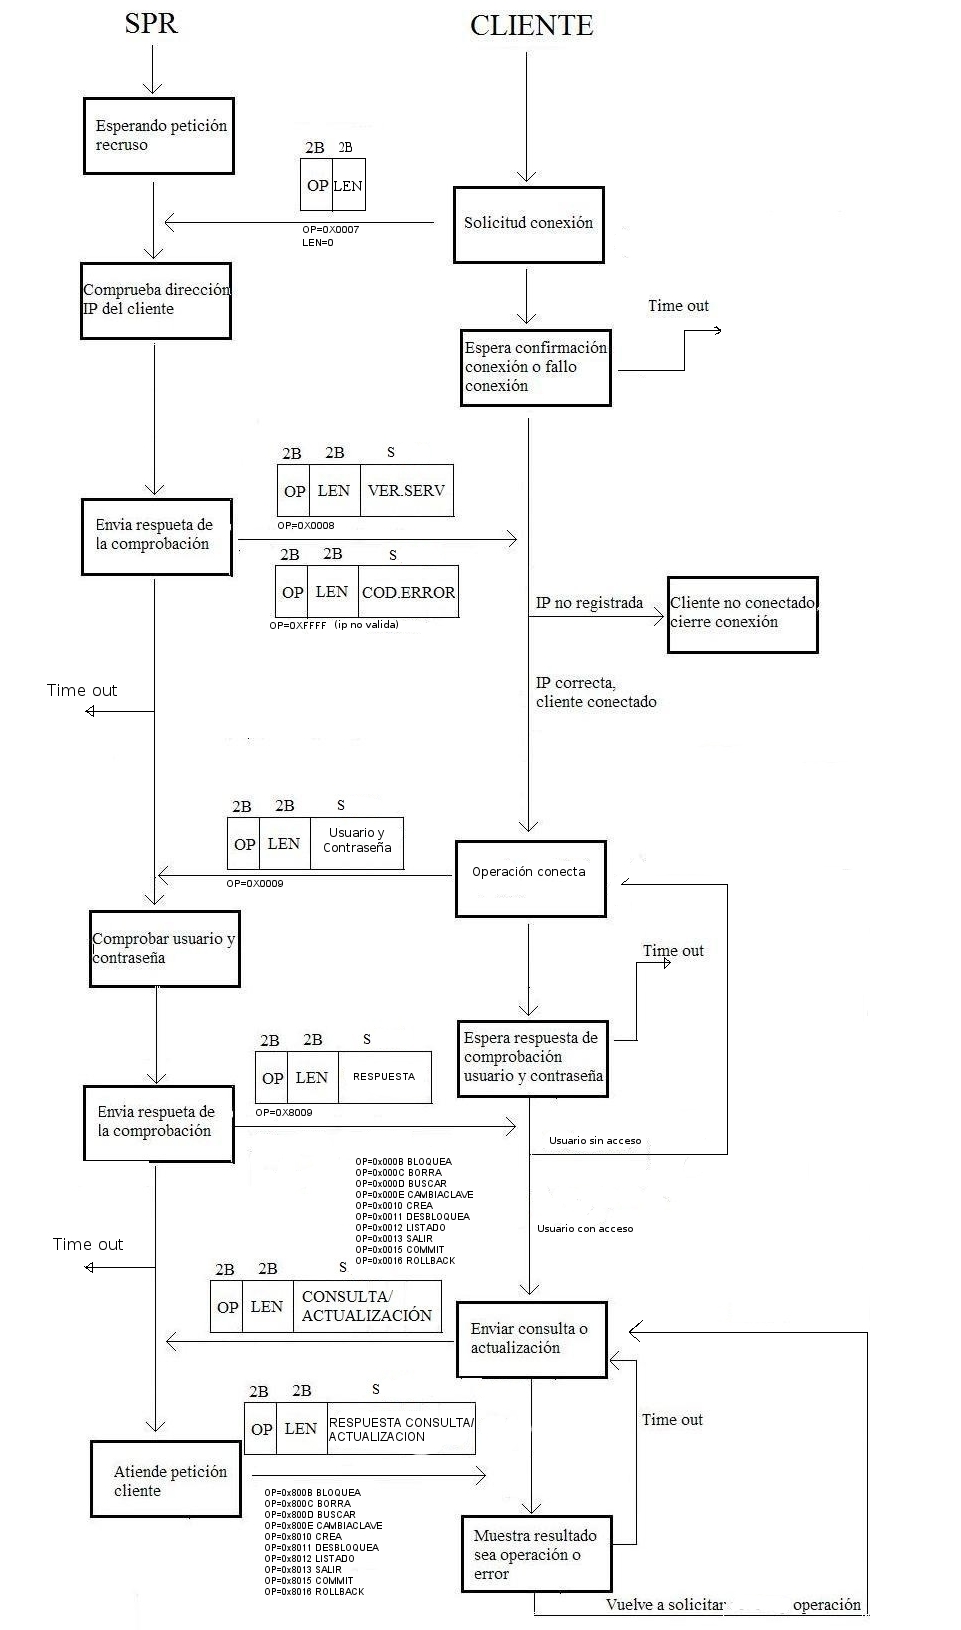 SPR
CLIENTE
Esperando petición
recruso
2B 2B
OP LEN
OP=0X0007
LEN=0
Solicitud conexión
Comprueba dirección
IP del cliente
Time out
Espera confirmación
conexión o fallo
conexión
2B 2B S
OP LEN VER.SERV
OP=0X0008
Envia respueta de
la comprobación
2B 2B S
OP LEN COD.ERROR
OP=0XFFFF (ip no valida)
IP no registrada
Cliente no conectado
cierre conexión
IP correcta,
cliente conectado
Time out
2B 2B S
OP LEN Usuario y
Contraseña
OP=0X0009
Operación conecta
Comprobar usuario y
contraseña
Time out
Espera respuesta de
comprobación
usuario y contraseña
2B 2B S
OP LEN RESPUESTA
OP=0X8009
Envia respueta de
la comprobación
Usuario sin acceso
OP=0x000B BLOQUEA
OP=0x000C BORRA
OP=0x000D BUSCAR
OP=0x000E CAMBIACLAVE
OP=0x0010 CREA
OP=0x0011 DESBLOQUEA
OP=0x0012 LISTADO
OP=0x0013 SALIR
OP=0x0015 COMMIT
OP=0x0016 ROLLBACK
Usuario con acceso
Time out
2B 2B S
OP LEN CONSULTA/
ACTUALIZACIÓN
Enviar consulta o
actualización
2B 2B S
OP LEN RESPUESTA CONSULTA/
ACTUALIZACION
Time out
Atiende petición
cliente
OP=0x800B BLOQUEA
OP=0x800C BORRA
OP=0x800D BUSCAR
OP=0x800E CAMBIACLAVE
OP=0x8010 CREA
OP=0x8011 DESBLOQUEA
OP=0x8012 LISTADO
OP=0x8013 SALIR
OP=0x8015 COMMIT
OP=0x8016 ROLLBACK
Muestra resultado
sea operación o
error
Vuelve a solicitar operación